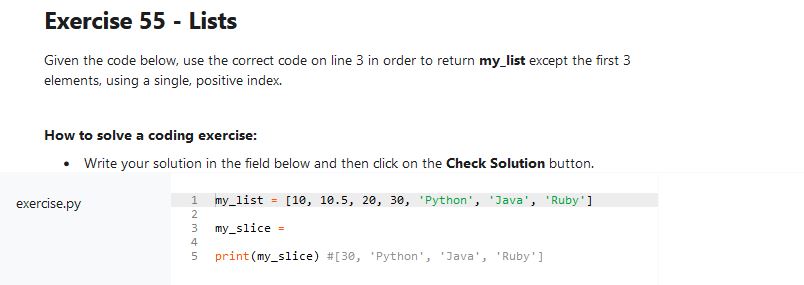 Exercise 55 - Lists
Given the code below, use the correct code on line 3 in order to return my_list except the first 3
elements, using a single, positive index.
How to solve a coding exercise:
• Write your solution in the field below and then click on the Check Solution button.
exercise.py
1 my_list = [10, 10.5, 20, 30, 'Python', 'Java', 'Ruby']
2
3 my_slice =
4
5 print(my_slice) #[30, 'Python', 'Java', 'Ruby']